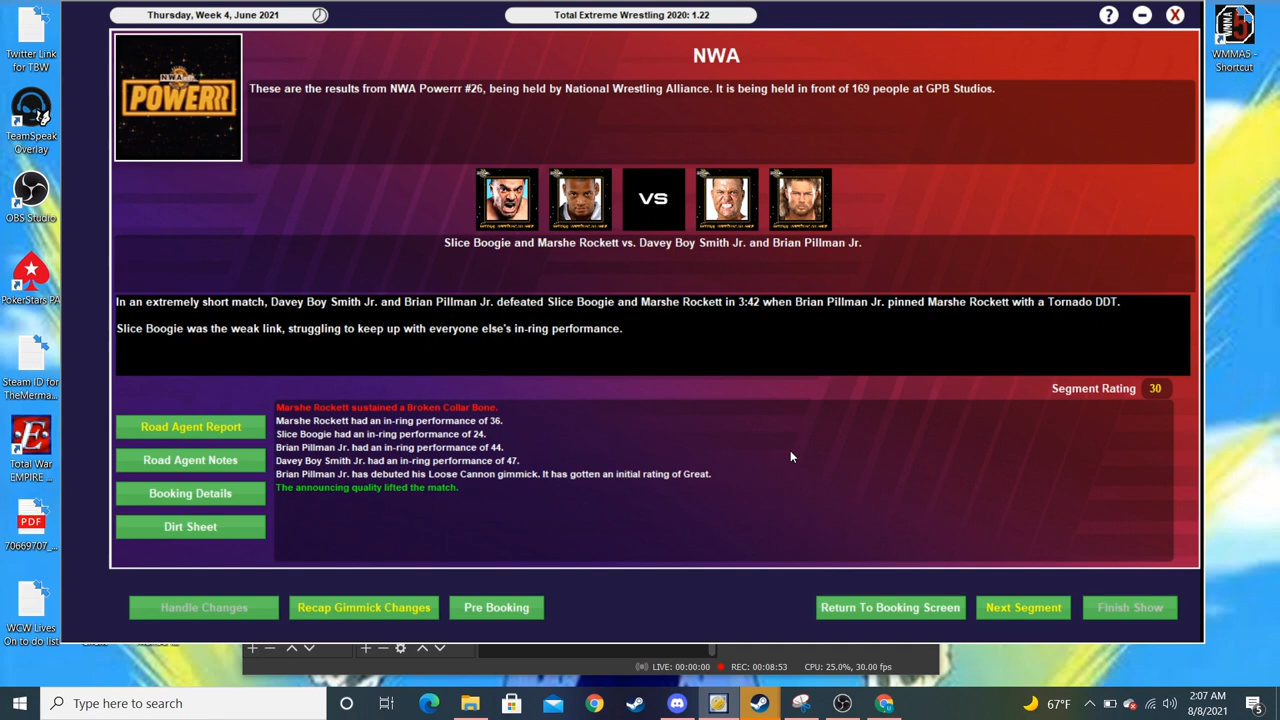 Thursday, Week 4, June 2021
Total Extreme Wrestling 2020: 1.22
?
X
Twitter Link
for TBW
TeamSpeak
Overlay
OBS Studio
PokerStars PA
Steam ID for
TheMerma...
Total War
EMPIRE ...
PDF
70669707_...
WCW Lives
On to do list
WMMA5 -
Shortcut
NWA
POWERRR
NWA
These are the results from NWA Powerrr #26, being held by National Wrestling Alliance. It is being held in front of 169 people at GPB Studios.
VS
Slice Boogie and Marshe Rockett vs. Davey Boy Smith Jr. and Brian Pillman Jr.
In an extremely short match, Davey Boy Smith Jr. and Brian Pillman Jr. defeated Slice Boogie and Marshe Rockett in 3:42 when Brian Pillman Jr. pinned Marshe Rockett with a Tornado DDT.
Slice Boogie was the weak link, struggling to keep up with everyone else's in-ring performance.
Segment Rating 30
Road Agent Report
Road Agent Notes
Booking Details
Dirt Sheet
Marshe Rockett sustained a Broken Collar Bone.
Marshe Rockett had an in-ring performance of 36.
Slice Boogie had an in-ring performance of 24.
Brian Pillman Jr. had an in-ring performance of 44.
Davey Boy Smith Jr. had an in-ring performance of 47.
Brian Pillman Jr. has debuted his Loose Cannon gimmick. It has gotten an initial rating of Great.
The announcing quality lifted the match.
Handle Changes
Recap Gimmick Changes
Pre Booking
Return To Booking Screen
Next Segment
Finish Show
LIVE: 00:00:00
REC: 00:08:53
CPU: 25.0%, 30.00 fps
Type here to search
67°F
2:07 AM
8/8/2021
5